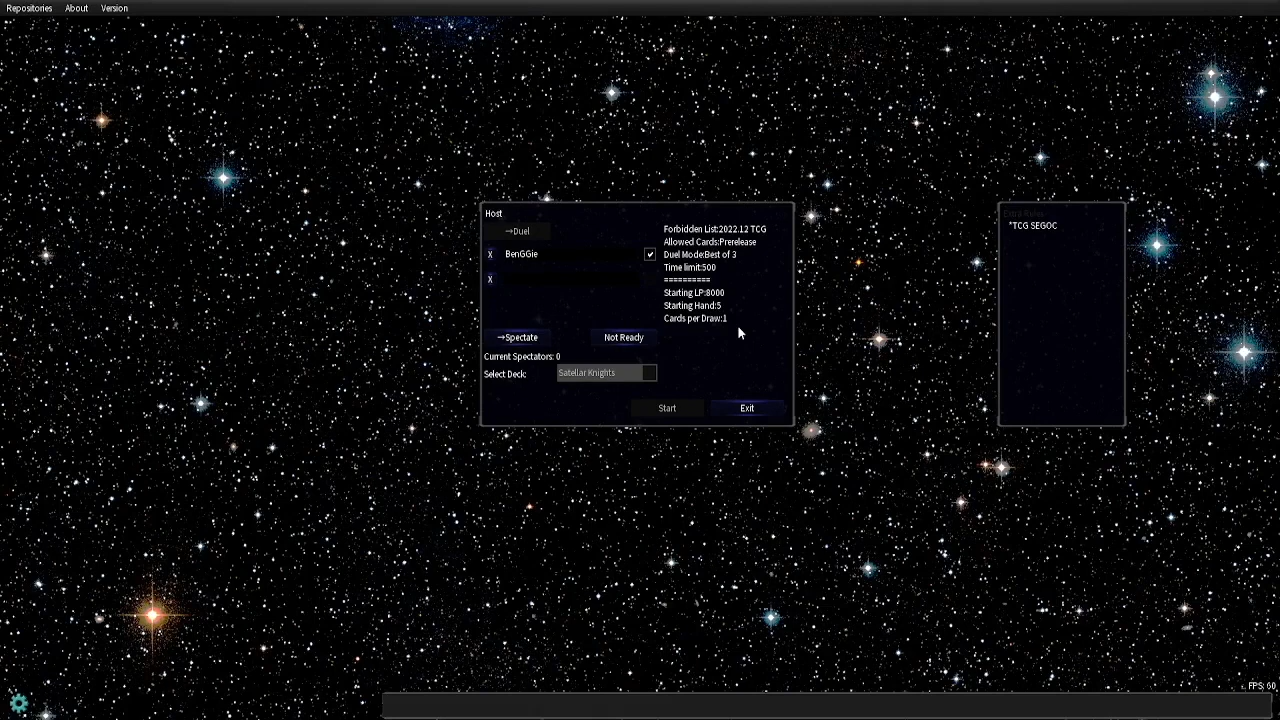 Repositories About Version
Host
→Duel
X BenGGie
X
→Spectate Not Ready
Current Spectators: 0
Select Deck: Satellar Knights
Start Exit
Forbidden List:2022.12 TCG
Allowed Cards:Prerelease
Duel Mode:Best of 3
Time limit:500
==========
Starting LP:8000
Starting Hand:5
Cards per Draw:1
Extra Rules
*TCG SEGOC
FPS: 60